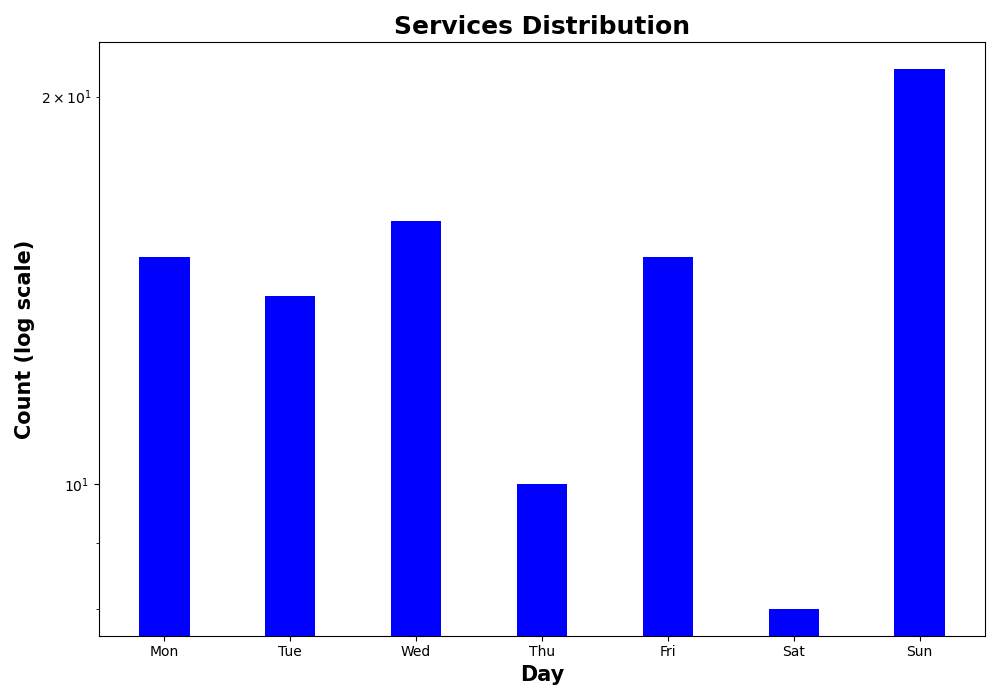 Services Distribution
Count (log scale)
2 × 10¹
10¹
Mon Tue Wed Thu Fri Sat Sun
Day